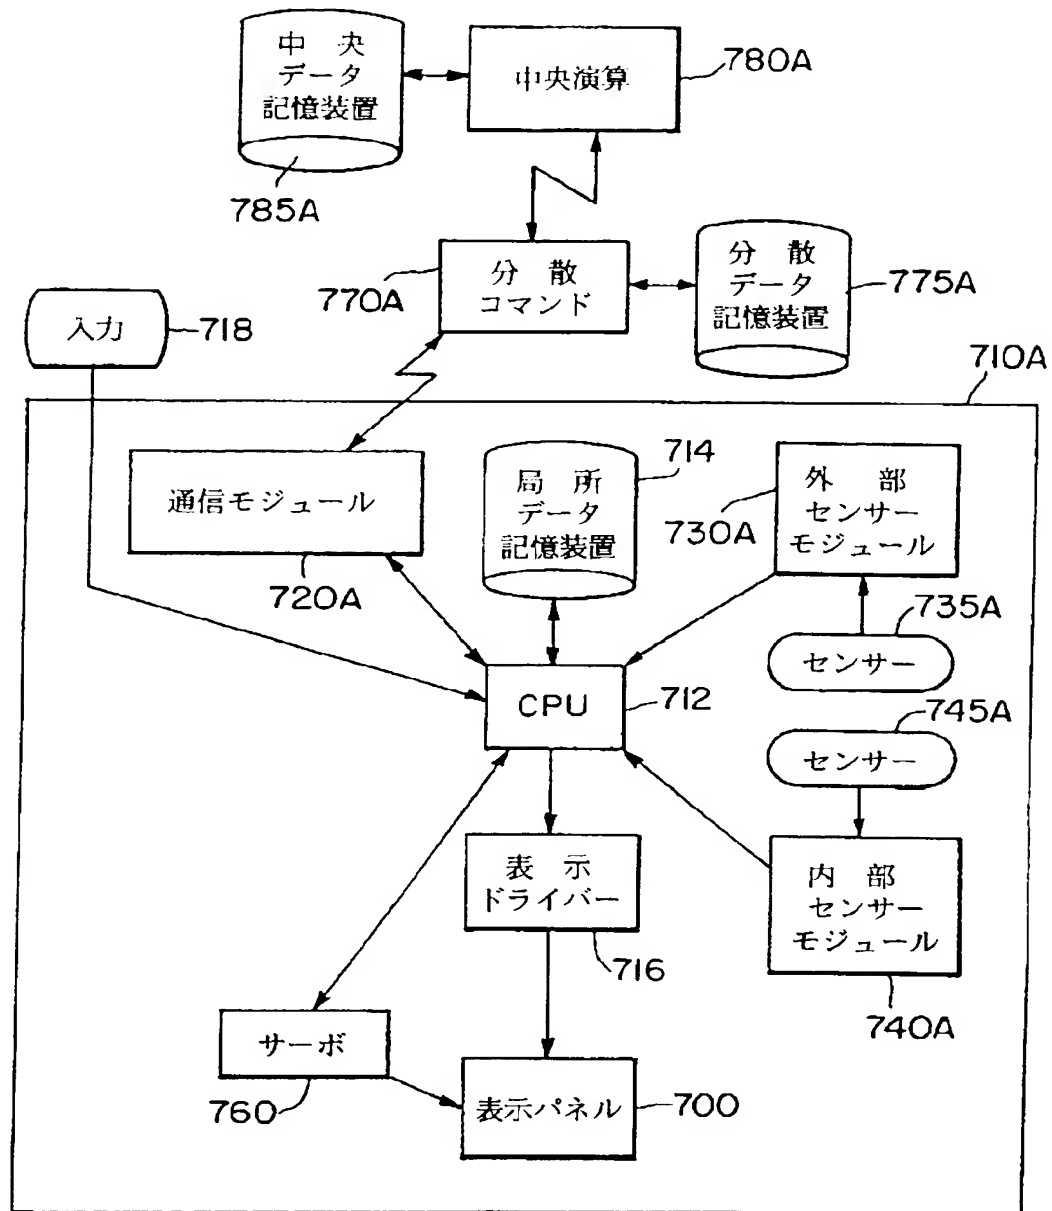 中 央
データ
記憶装置
785A
中央演算
780A
分 散
コマンド
770A
分 散
データ
記憶装置
775A
入力
718
710A
通信モジュール
720A
局 所
データ
記憶装置
714
外 部
センサー
モジュール
730A
センサー
735A
CPU
712
センサー
745A
表 示
ドライバー
716
内 部
センサー
モジュール
740A
サーボ
760
表示パネル
700